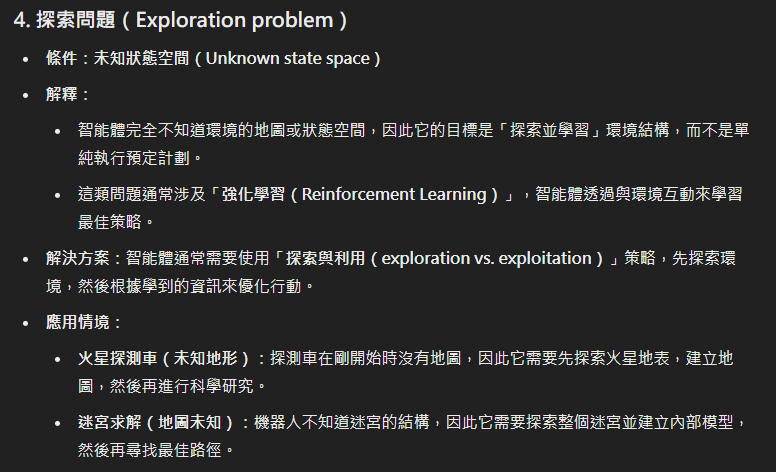 4. 探索問題（Exploration problem）
• 條件：未知狀態空間（Unknown state space）
• 解釋：
• 智能體完全不知道環境的地圖或狀態空間，因此它的目標是「探索並學習」環境結構，而不是單
純執行預定計劃。
• 這類問題通常涉及「強化學習（Reinforcement Learning）」，智能體透過與環境互動來學習
最佳策略。
• 解決方案：智能體通常需要使用「探索與利用（exploration vs. exploitation）」策略，先探索環
境，然後根據學到的資訊來優化行動。
• 應用情境：
• 火星探測車（未知地形）：探測車在剛開始時沒有地圖，因此它需要先探索火星地表，建立地
圖，然後再進行科學研究。
• 迷宮求解（地圖未知）：機器人不知道迷宮的結構，因此它需要探索整個迷宮並建立內部模型，
然後再尋找最佳路徑。